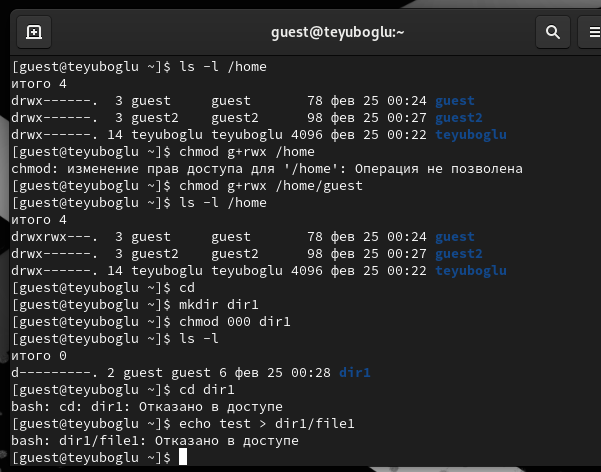 guest@teyuboglu:~
[guest@teyuboglu ~]$ ls -l /home
итого 4
drwx------.  3 guest     guest       78 фев 25 00:24 guest
drwx------.  3 guest2    guest2      98 фев 25 00:27 guest2
drwx------. 14 teyuboglu teyuboglu 4096 фев 25 00:22 teyuboglu
[guest@teyuboglu ~]$ chmod g+rwx /home
chmod: изменение прав доступа для '/home': Операция не позволена
[guest@teyuboglu ~]$ chmod g+rwx /home/guest
[guest@teyuboglu ~]$ ls -l /home
итого 4
drwxrwx---.  3 guest     guest       78 фев 25 00:24 guest
drwx------.  3 guest2    guest2      98 фев 25 00:27 guest2
drwx------. 14 teyuboglu teyuboglu 4096 фев 25 00:22 teyuboglu
[guest@teyuboglu ~]$ cd
[guest@teyuboglu ~]$ mkdir dir1
[guest@teyuboglu ~]$ chmod 000 dir1
[guest@teyuboglu ~]$ ls -l
итого 0
d---------. 2 guest guest 6 фев 25 00:28 dir1
[guest@teyuboglu ~]$ cd dir1
bash: cd: dir1: Отказано в доступе
[guest@teyuboglu ~]$ echo test > dir1/file1
bash: dir1/file1: Отказано в доступе
[guest@teyuboglu ~]$